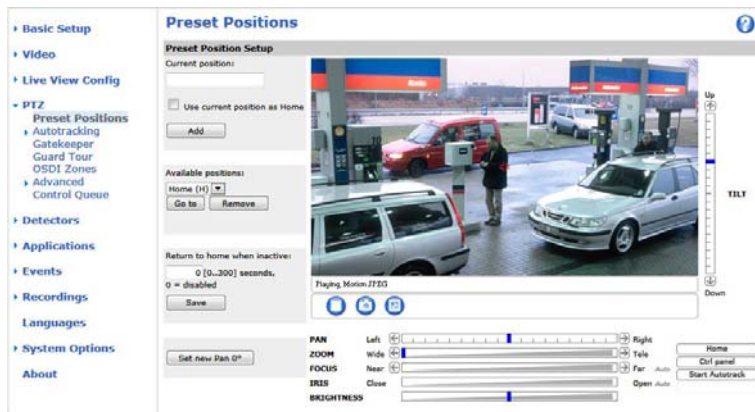 Basic Setup
Video
Live View Config
PTZ
Preset Positions
Autotracking
Gatekeeper
Guard Tour
OSDI Zones
Advanced
Control Queue
Detectors
Applications
Events
Recordings
Languages
System Options
About
Preset Positions
?
Preset Position Setup
Current position:
Use current position as Home
Add
Available positions:
Home (H)
Go to Remove
Return to home when inactive:
0 [0..300] seconds,
0 = disabled
Save
Set new Pan 0°
Playing, Motion JPEG
Up
TILT
Down
PAN Left Right
ZOOM Wide Tele
FOCUS Near Far Auto
IRIS Close Open Auto
BRIGHTNESS
Home
Ctrl panel
Start Autotrack